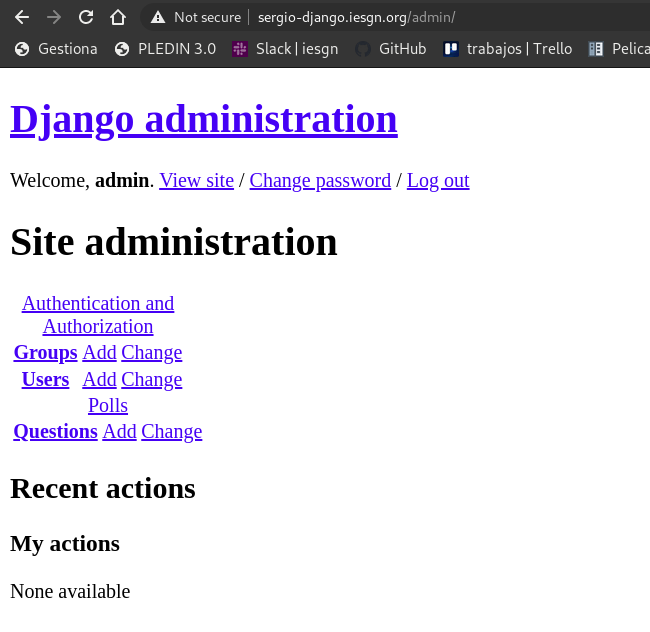 Not secure | sergio-django.iesgn.org/admin/
Gestiona PLEDIN 3.0 Slack | iesgn GitHub trabajos | Trello Pelica
Django administration
Welcome, admin. View site / Change password / Log out
Site administration
Authentication and
Authorization
Groups Add Change
Users Add Change
Polls
Questions Add Change
Recent actions
My actions
None available